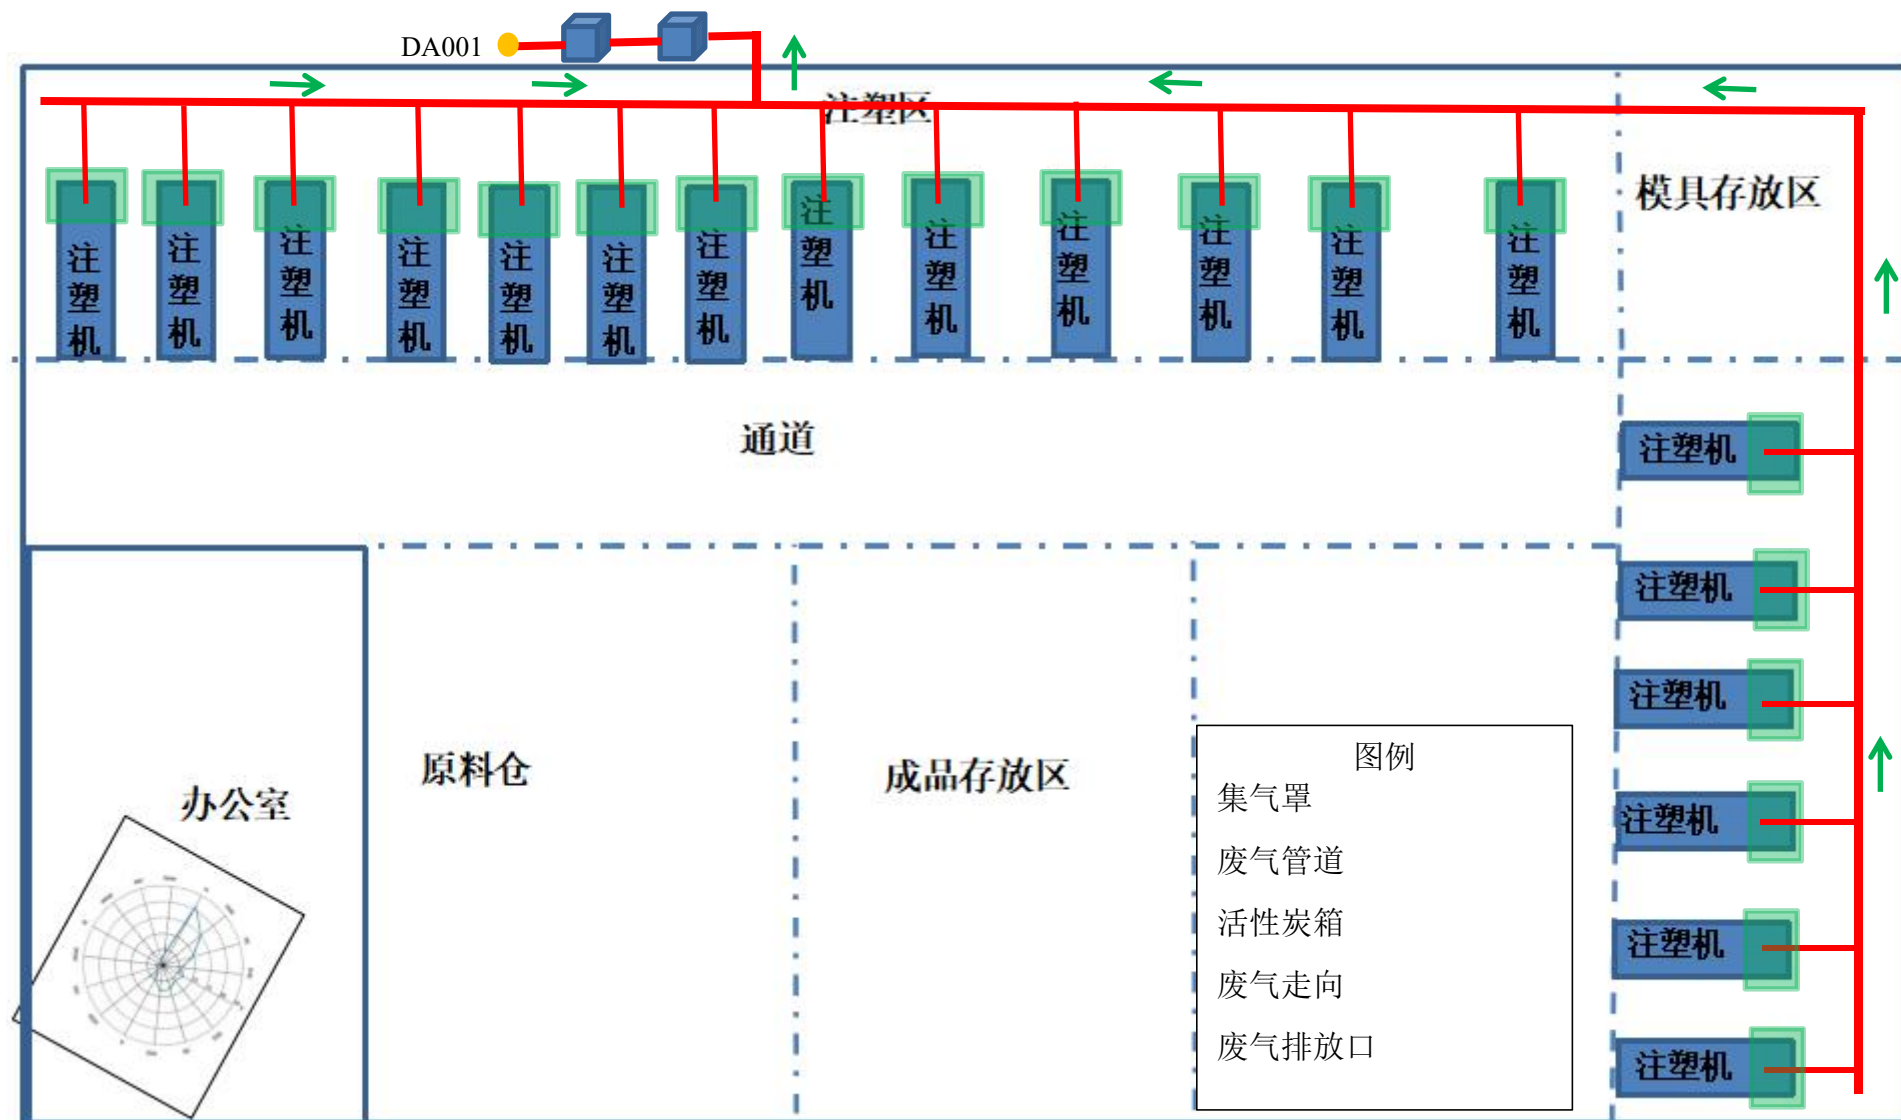 DA001
注塑区
模具存放区
注塑机
注塑机
注塑机
注塑机
注塑机
注塑机
注塑机
注塑机
注塑机
注塑机
注塑机
注塑机
注塑机
通道
注塑机
注塑机
注塑机
注塑机
注塑机
注塑机
办公室
原料仓
成品存放区
图例
集气罩
废气管道
活性炭箱
废气走向
废气排放口